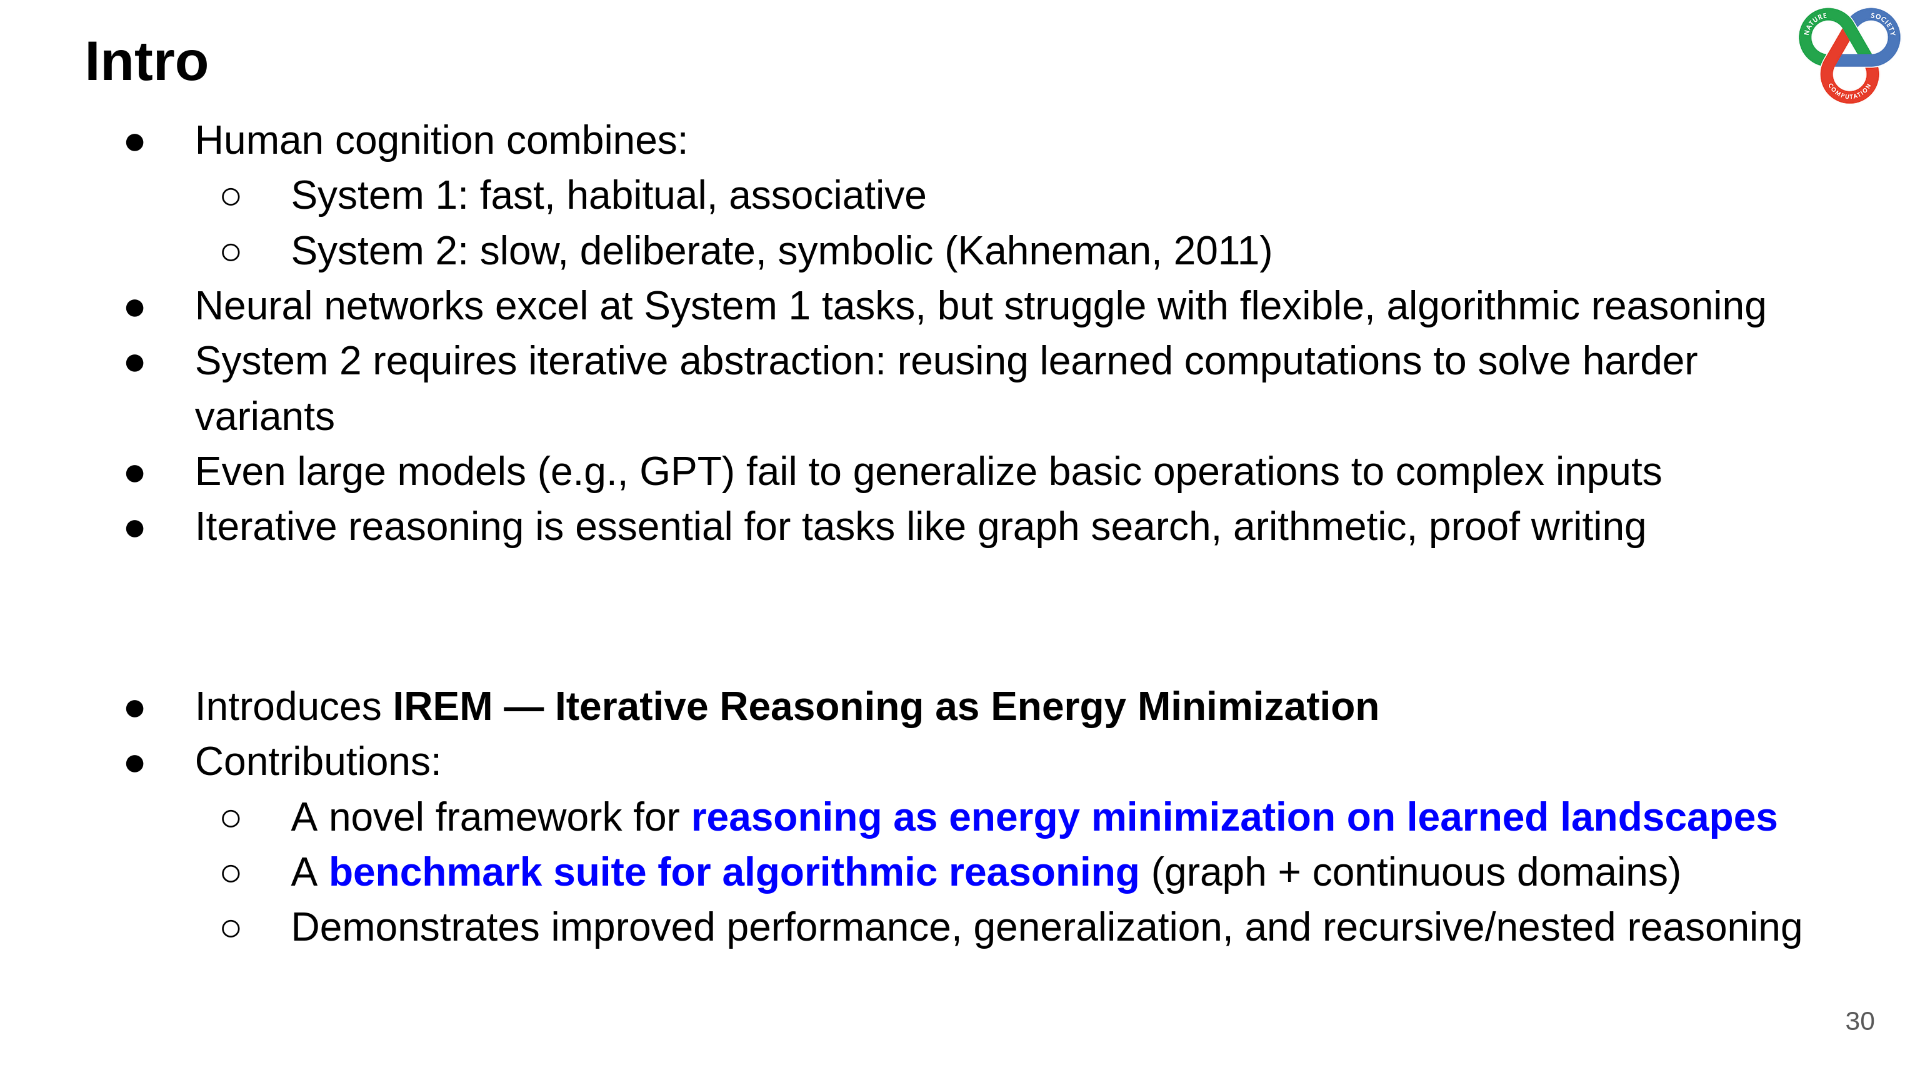 Intro
NATURE
SOCIETY
COMPUTATION
● Human cognition combines:
○ System 1: fast, habitual, associative
○ System 2: slow, deliberate, symbolic (Kahneman, 2011)
● Neural networks excel at System 1 tasks, but struggle with flexible, algorithmic reasoning
● System 2 requires iterative abstraction: reusing learned computations to solve harder
variants
● Even large models (e.g., GPT) fail to generalize basic operations to complex inputs
● Iterative reasoning is essential for tasks like graph search, arithmetic, proof writing
● Introduces IREM — Iterative Reasoning as Energy Minimization
● Contributions:
○ A novel framework for reasoning as energy minimization on learned landscapes
○ A benchmark suite for algorithmic reasoning (graph + continuous domains)
○ Demonstrates improved performance, generalization, and recursive/nested reasoning
30